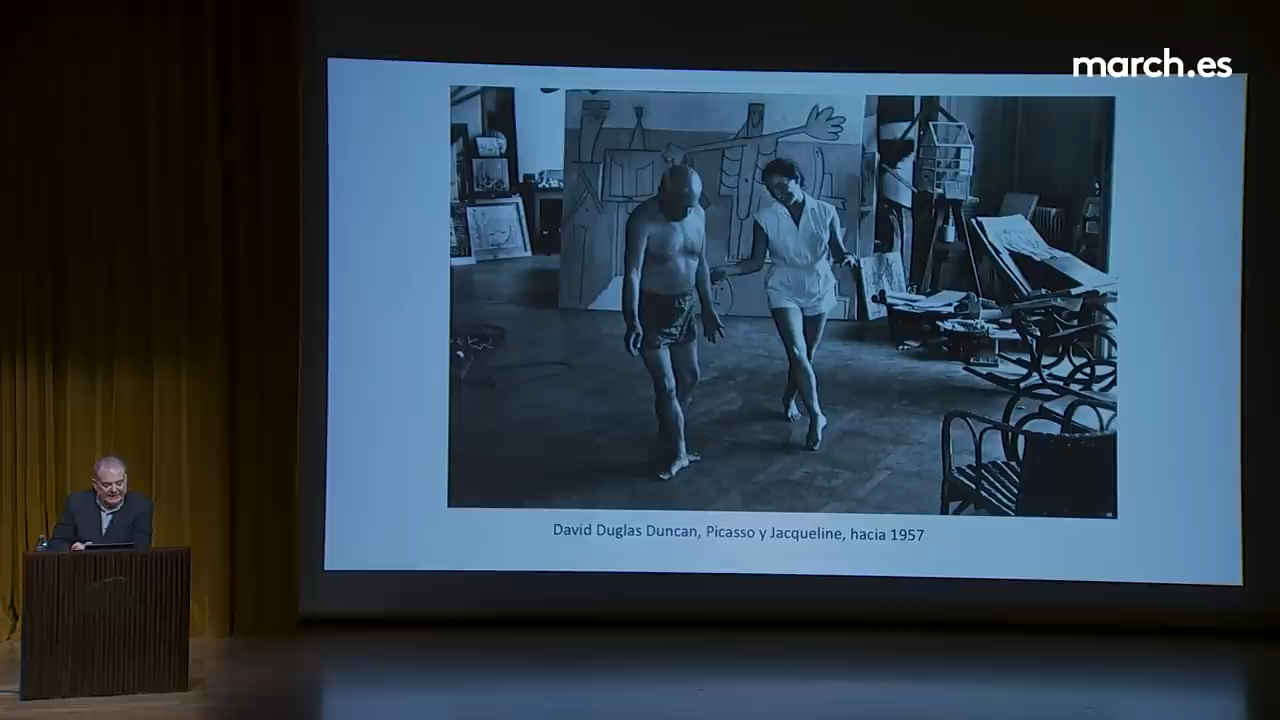 march.es
David Duglas Duncan, Picasso y Jacqueline, hacia 1957